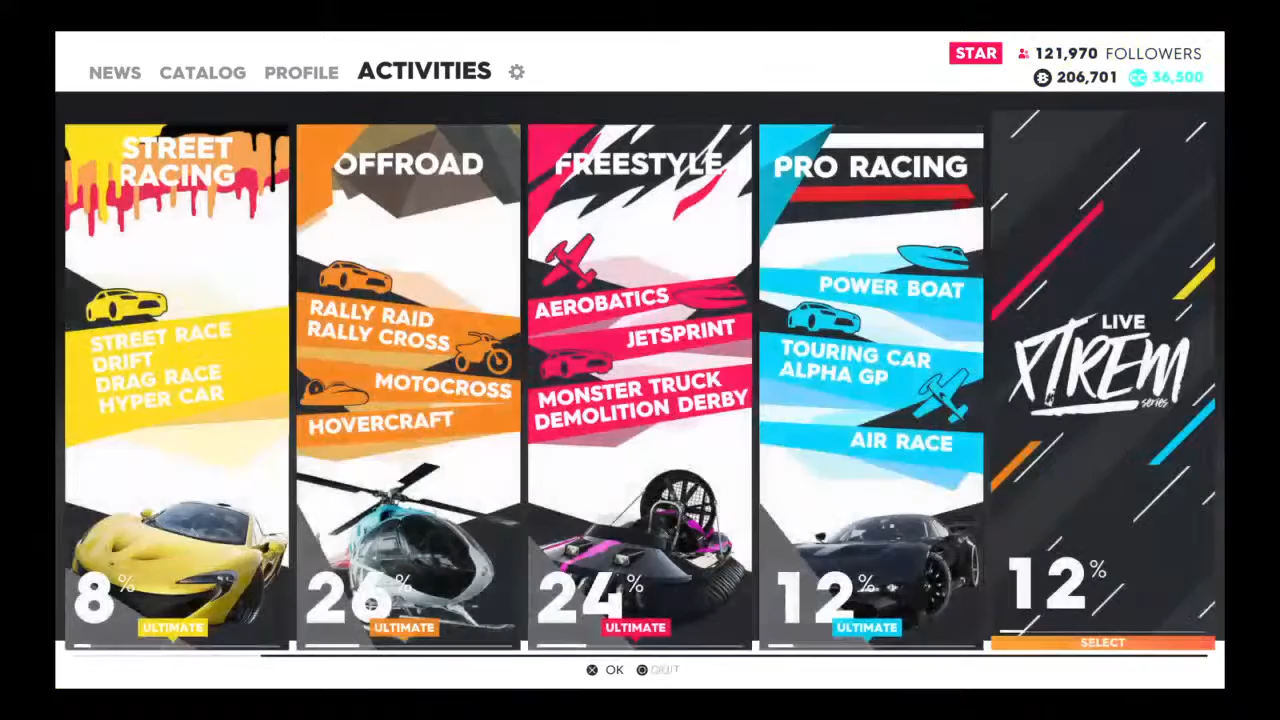 NEWS CATALOG PROFILE ACTIVITIES
STAR 121,970 FOLLOWERS
206,701 CC 36,500
STREET
RACING
STREET RACE
DRIFT
DRAG RACE
HYPER CAR
8%
ULTIMATE
OFFROAD
RALLY RAID
RALLY CROSS
MOTOCROSS
HOVERCRAFT
26%
ULTIMATE
FREESTYLE
AEROBATICS
JETSPRINT
MONSTER TRUCK
DEMOLITION DERBY
24%
ULTIMATE
PRO RACING
POWER BOAT
TOURING CAR
ALPHA GP
AIR RACE
12%
ULTIMATE
LIVE
XTREM
series
12%
SELECT
OK QUIT